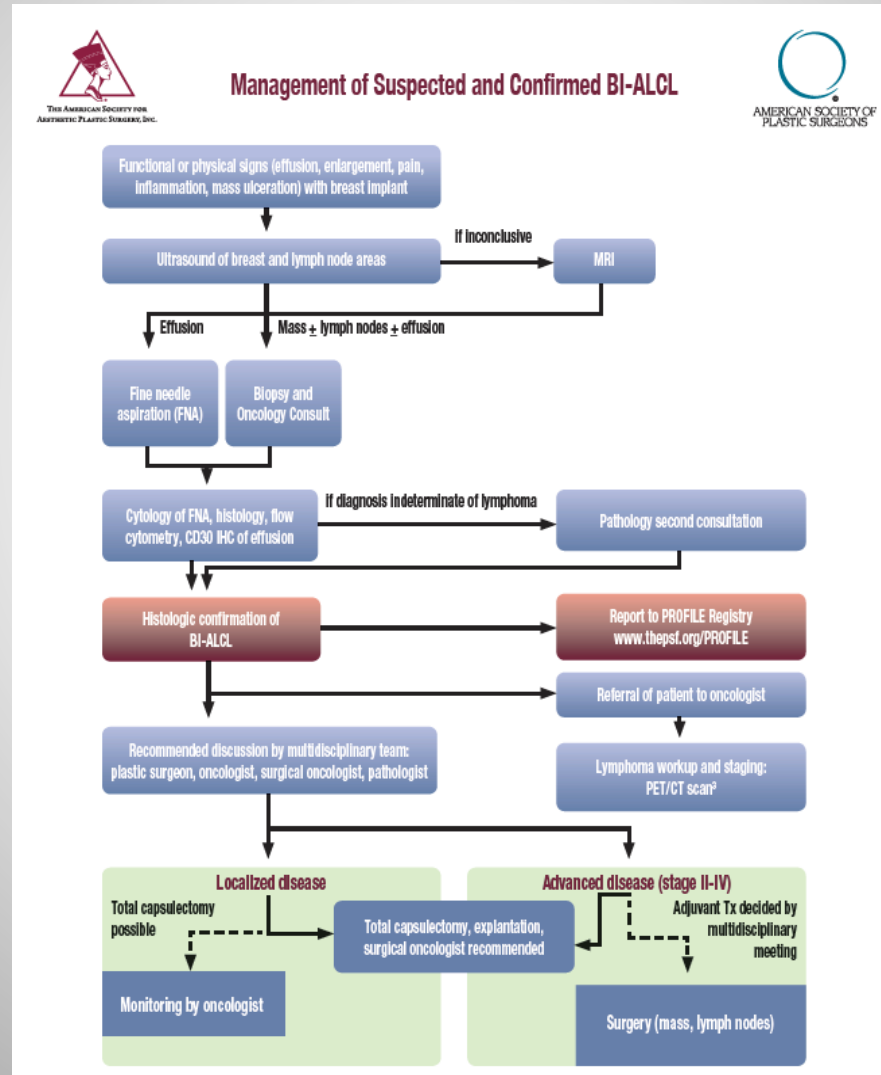 THE AMERICAN SOCIETY FOR
AESTHETIC PLASTIC SURGERY, INC.
Management of Suspected and Confirmed BI-ALCL
AMERICAN SOCIETY OF
PLASTIC SURGEONS
Functional or physical signs (effusion, enlargement, pain,
inflammation, mass ulceration) with breast implant
Ultrasound of breast and lymph node areas
if inconclusive
MRI
Effusion
Mass ± lymph nodes ± effusion
Fine needle
aspiration (FNA)
Biopsy and
Oncology Consult
Cytology of FNA, histology, flow
cytometry, CD30 IHC of effusion
if diagnosis indeterminate of lymphoma
Pathology second consultation
Histologic confirmation of
BI-ALCL
Report to PROFILE Registry
www.thepsf.org/PROFILE
Referral of patient to oncologist
Recommended discussion by multidisciplinary team:
plastic surgeon, oncologist, surgical oncologist, pathologist
Lymphoma workup and staging:
PET/CT scan³
Localized disease
Advanced disease (stage II-IV)
Total capsulectomy
possible
Total capsulectomy, explantation,
surgical oncologist recommended
Adjuvant Tx decided by
multidisciplinary
meeting
Monitoring by oncologist
Surgery (mass, lymph nodes)